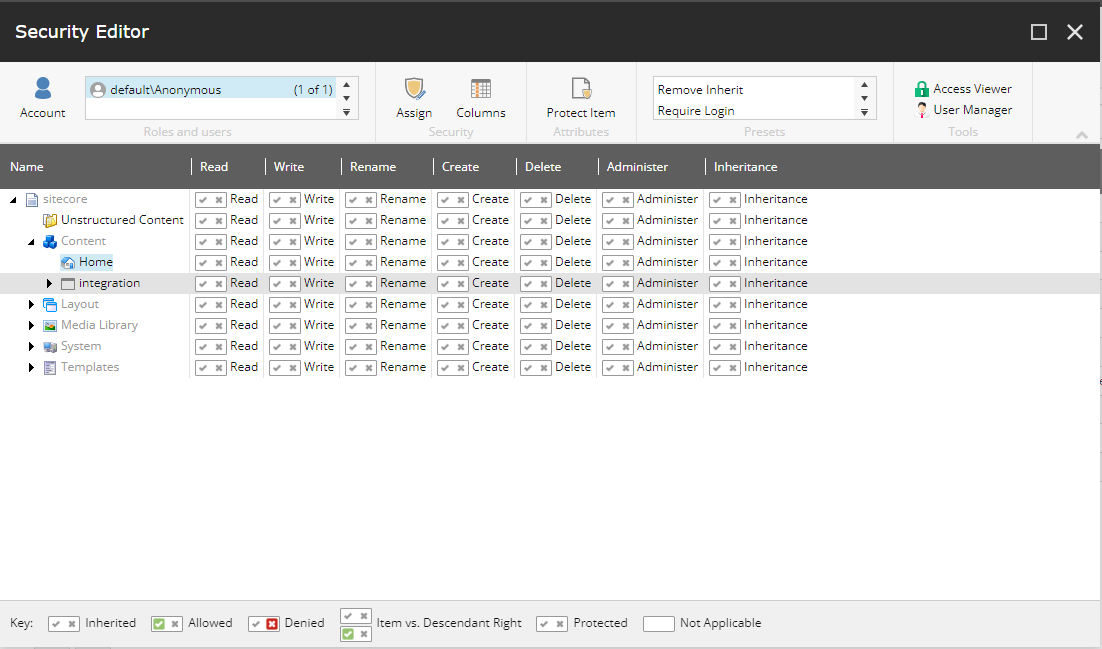 Security Editor
Account
default\Anonymous (1 of 1)
Roles and users
Assign
Columns
Security
Protect Item
Attributes
Remove Inherit
Require Login
Presets
Access Viewer
User Manager
Tools
Name Read Write Rename Create Delete Administer Inheritance
sitecore Read Write Rename Create Delete Administer Inheritance
Unstructured Content Read Write Rename Create Delete Administer Inheritance
Content Read Write Rename Create Delete Administer Inheritance
Home Read Write Rename Create Delete Administer Inheritance
integration Read Write Rename Create Delete Administer Inheritance
Layout Read Write Rename Create Delete Administer Inheritance
Media Library Read Write Rename Create Delete Administer Inheritance
System Read Write Rename Create Delete Administer Inheritance
Templates Read Write Rename Create Delete Administer Inheritance
Key: Inherited Allowed Denied Item vs. Descendant Right Protected Not Applicable